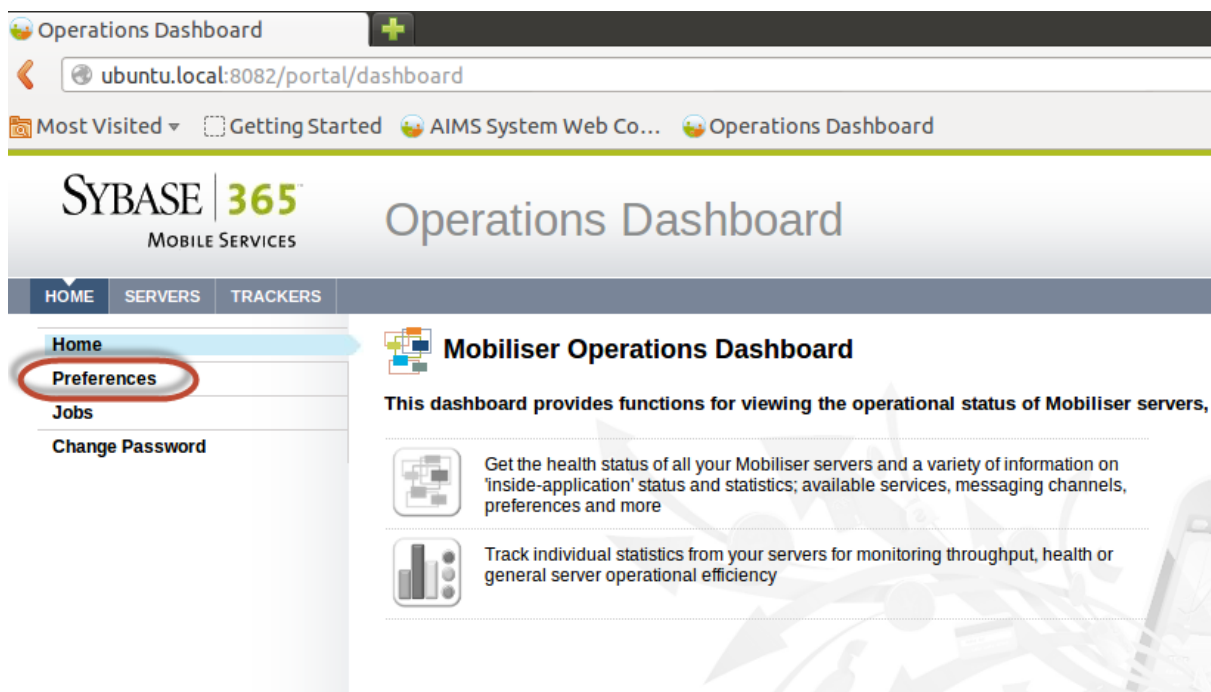 Operations Dashboard
ubuntu.local:8082/portal/dashboard
Most Visited Getting Started AIMS System Web Co... Operations Dashboard
SYBASE 365
MOBILE SERVICES
Operations Dashboard
HOME SERVERS TRACKERS
Home
Preferences
Jobs
Change Password
Mobiliser Operations Dashboard
This dashboard provides functions for viewing the operational status of Mobiliser servers,
Get the health status of all your Mobiliser servers and a variety of information on
'inside-application' status and statistics; available services, messaging channels,
preferences and more
Track individual statistics from your servers for monitoring throughput, health or
general server operational efficiency